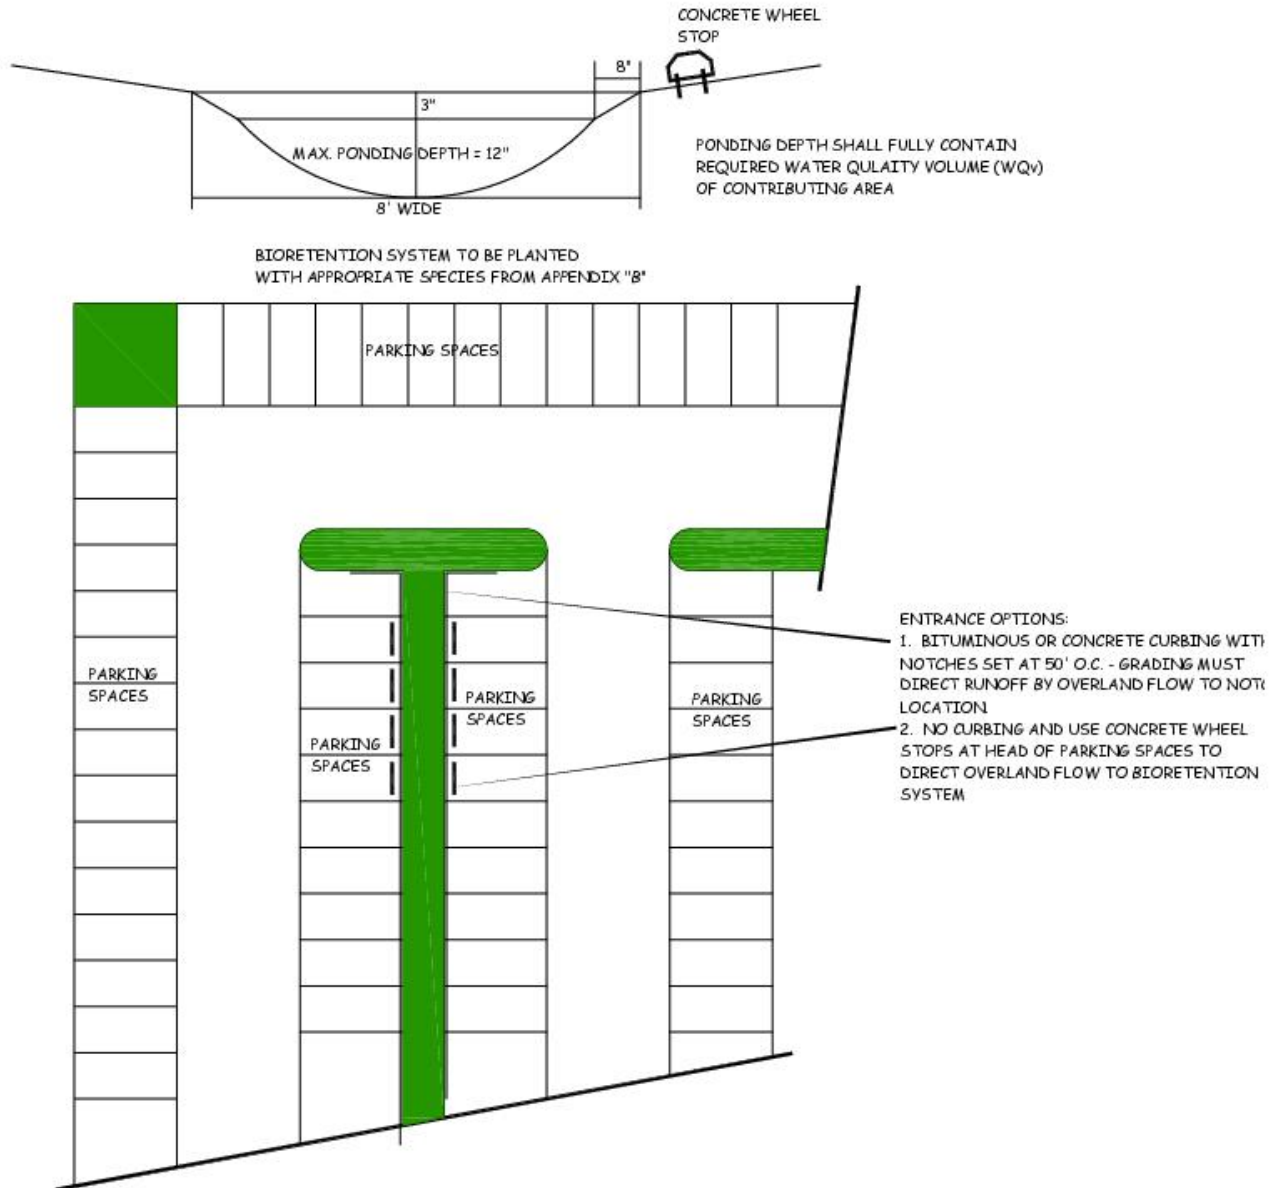 CONCRETE WHEEL
STOP
8"
3"
MAX. PONDING DEPTH = 12"
8' WIDE
PONDING DEPTH SHALL FULLY CONTAIN
REQUIRED WATER QULAITY VOLUME (WQv)
OF CONTRIBUTING AREA
BIORETENTION SYSTEM TO BE PLANTED
WITH APPROPRIATE SPECIES FROM APPENDIX "B"
PARKING SPACES
PARKING
SPACES
PARKING
SPACES
PARKING
SPACES
PARKING
SPACES
ENTRANCE OPTIONS:
1. BITUMINOUS OR CONCRETE CURBING WITH
NOTCHES SET AT 50' O.C. - GRADING MUST
DIRECT RUNOFF BY OVERLAND FLOW TO
LOCATION.
2. NO CURBING AND USE CONCRETE WHEEL
STOPS AT HEAD OF PARKING SPACES TO
DIRECT OVERLAND FLOW TO BIORETENTION
SYSTEM